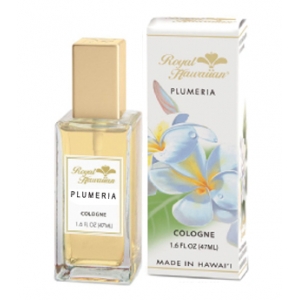 Royal
Hawaiian
PLUMERIA
COLOGNE
1.6 FL OZ (47ML)
Royal
Hawaiian
PLUMERIA
COLOGNE
1.6 FL OZ (47ML)
MADE IN HAWAI'I